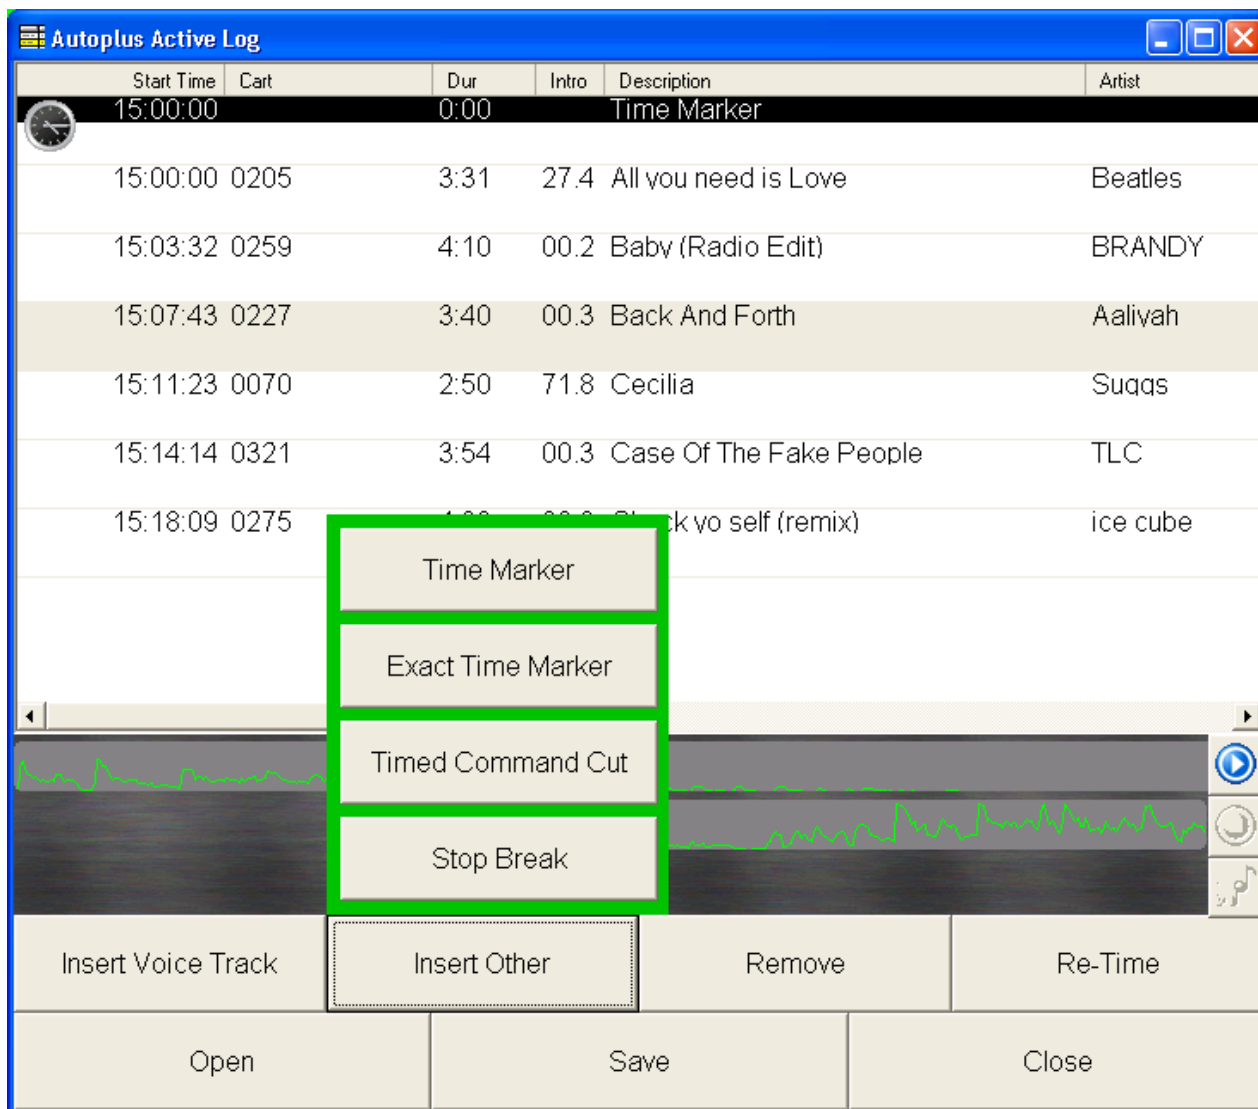 Autoplus Active Log
Start Time Cart Dur Intro Description Artist
15:00:00 0:00 Time Marker
15:00:00 0205 3:31 27.4 All you need is Love Beatles
15:03:32 0259 4:10 00.2 Baby (Radio Edit) BRANDY
15:07:43 0227 3:40 00.3 Back And Forth Aaliyah
15:11:23 0070 2:50 71.8 Cecilia Suggs
15:14:14 0321 3:54 00.3 Case Of The Fake People TLC
15:18:09 0275 yo self (remix) ice cube
Time Marker
Exact Time Marker
Timed Command Cut
Stop Break
Insert Voice Track Insert Other Remove Re-Time
Open Save Close